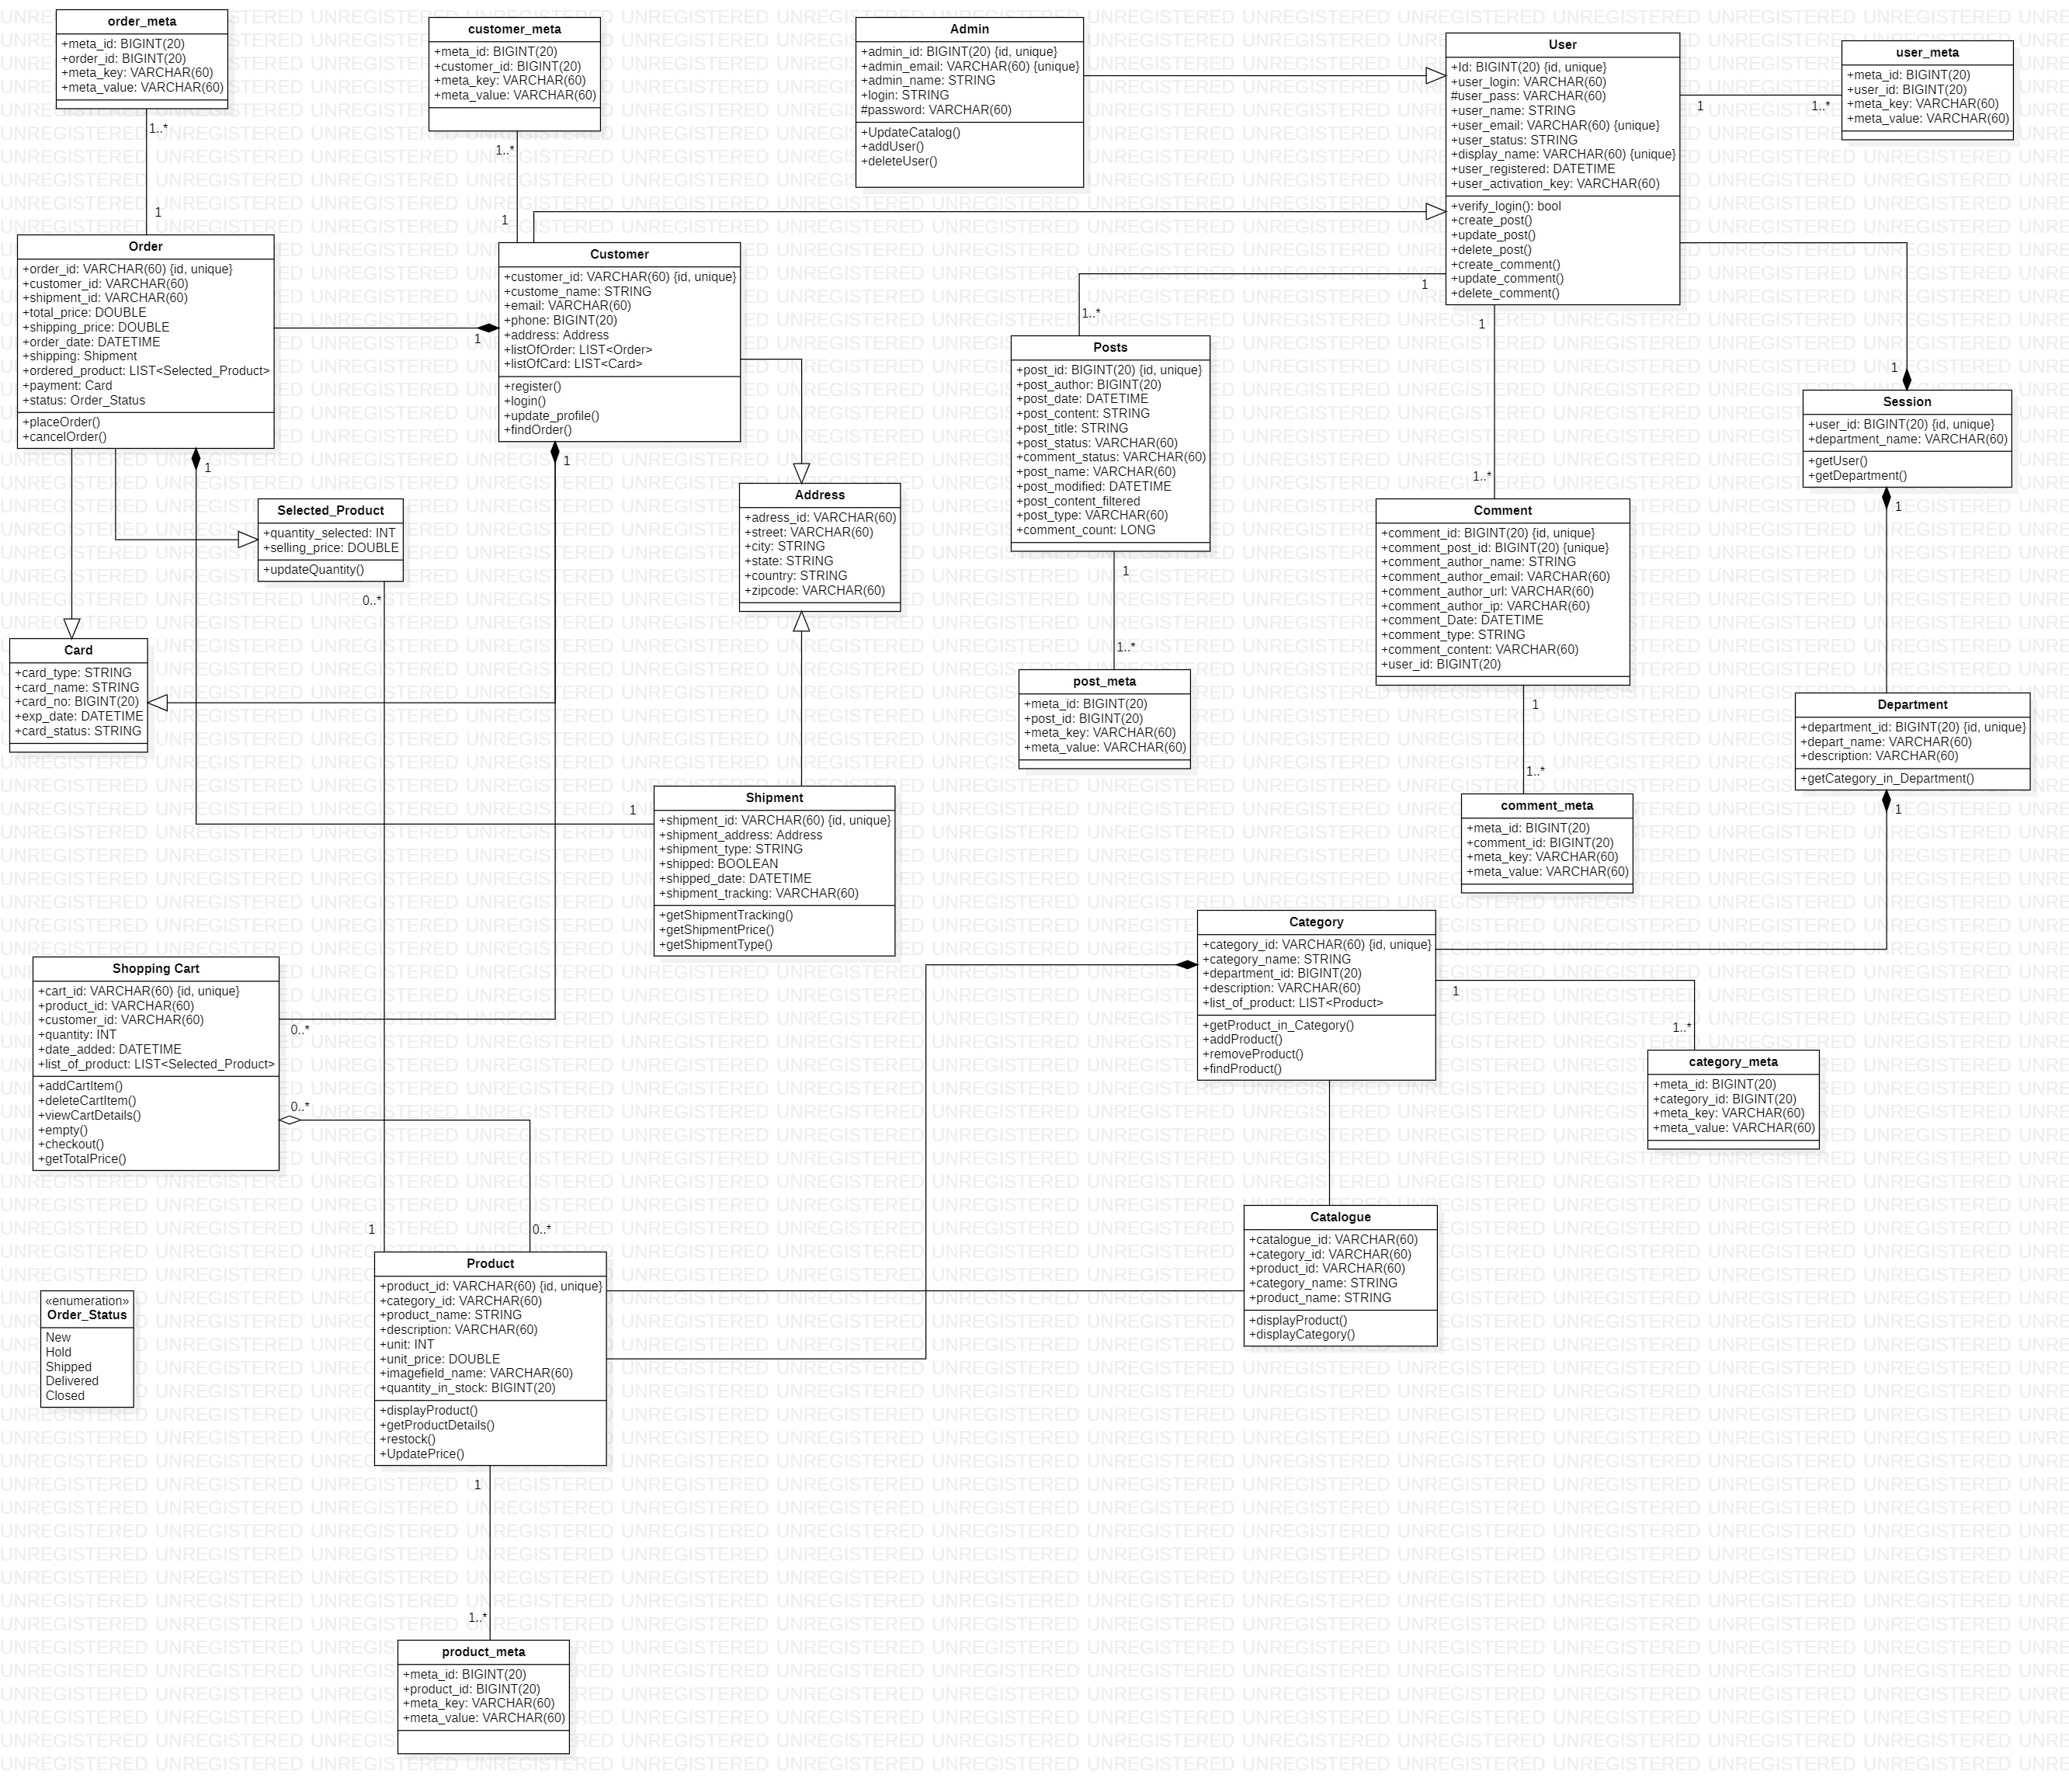 order_meta
+meta_id: BIGINT(20)
+order_id: BIGINT(20)
+meta_key: VARCHAR(60)
+meta_value: VARCHAR(60)
1..*
1
customer_meta
+meta_id: BIGINT(20)
+customer_id: BIGINT(20)
+meta_key: VARCHAR(60)
+meta_value: VARCHAR(60)
1..*
1
Admin
+admin_id: BIGINT(20) {id, unique}
+admin_email: VARCHAR(60) {unique}
+admin_name: STRING
+login: STRING
#password: VARCHAR(60)
+UpdateCatalog()
+addUser()
+deleteUser()
User
+Id: BIGINT(20) {id, unique}
+user_login: VARCHAR(60)
#user_pass: VARCHAR(60)
+user_name: STRING
+user_email: VARCHAR(60) {unique}
+user_status: STRING
+display_name: VARCHAR(60) {unique}
+user_registered: DATETIME
+user_activation_key: VARCHAR(60)
+verify_login(): bool
+create_post()
+update_post()
+delete_post()
+create_comment()
+update_comment()
+delete_comment()
1
1..*
user_meta
+meta_id: BIGINT(20)
+user_id: BIGINT(20)
+meta_key: VARCHAR(60)
+meta_value: VARCHAR(60)
Order
+order_id: VARCHAR(60) {id, unique}
+customer_id: VARCHAR(60)
+shipment_id: VARCHAR(60)
+total_price: DOUBLE
+shipping_price: DOUBLE
+order_date: DATETIME
+shipping: Shipment
+ordered_product: LIST<Selected_Product>
+payment: Card
+status: Order_Status
+placeOrder()
+cancelOrder()
1
1
Customer
+customer_id: VARCHAR(60) {id, unique}
+custome_name: STRING
+email: VARCHAR(60)
+phone: BIGINT(20)
+address: Address
+listOfOrder: LIST<Order>
+listOfCard: LIST<Card>
+register()
+login()
+update_profile()
+findOrder()
1
1
1..*
Posts
+post_id: BIGINT(20) {id, unique}
+post_author: BIGINT(20)
+post_date: DATETIME
+post_content: STRING
+post_title: STRING
+post_status: VARCHAR(60)
+comment_status: VARCHAR(60)
+post_name: VARCHAR(60)
+post_modified: DATETIME
+post_content_filtered
+post_type: VARCHAR(60)
+comment_count: LONG
1
1..*
1
1..*
1
Session
+user_id: BIGINT(20) {id, unique}
+department_name: VARCHAR(60)
+getUser()
+getDepartment()
1
Selected_Product
+quantity_selected: INT
+selling_price: DOUBLE
+updateQuantity()
0..*
Address
+adress_id: VARCHAR(60)
+street: VARCHAR(60)
+city: STRING
+state: STRING
+country: STRING
+zipcode: VARCHAR(60)
Comment
+comment_id: BIGINT(20) {id, unique}
+comment_post_id: BIGINT(20) {unique}
+comment_author_name: STRING
+comment_author_email: VARCHAR(60)
+comment_author_url: VARCHAR(60)
+comment_author_ip: VARCHAR(60)
+comment_Date: DATETIME
+comment_type: STRING
+comment_content: VARCHAR(60)
+user_id: BIGINT(20)
1
1..*
Card
+card_type: STRING
+card_name: STRING
+card_no: BIGINT(20)
+exp_date: DATETIME
+card_status: STRING
post_meta
+meta_id: BIGINT(20)
+post_id: BIGINT(20)
+meta_key: VARCHAR(60)
+meta_value: VARCHAR(60)
Department
+department_id: BIGINT(20) {id, unique}
+depart_name: VARCHAR(60)
+description: VARCHAR(60)
+getCategory_in_Department()
1
1
Shipment
+shipment_id: VARCHAR(60) {id, unique}
+shipment_address: Address
+shipment_type: STRING
+shipped: BOOLEAN
+shipped_date: DATETIME
+shipment_tracking: VARCHAR(60)
+getShipmentTracking()
+getShipmentPrice()
+getShipmentType()
comment_meta
+meta_id: BIGINT(20)
+comment_id: BIGINT(20)
+meta_key: VARCHAR(60)
+meta_value: VARCHAR(60)
Category
+category_id: VARCHAR(60) {id, unique}
+category_name: STRING
+department_id: BIGINT(20)
+description: VARCHAR(60)
+list_of_product: LIST<Product>
+getProduct_in_Category()
+addProduct()
+removeProduct()
+findProduct()
1
1..*
Shopping Cart
+cart_id: VARCHAR(60) {id, unique}
+product_id: VARCHAR(60)
+customer_id: VARCHAR(60)
+quantity: INT
+date_added: DATETIME
+list_of_product: LIST<Selected_Product>
+addCartItem()
+deleteCartItem()
+viewCartDetails()
+empty()
+checkout()
+getTotalPrice()
0..*
0..*
category_meta
+meta_id: BIGINT(20)
+category_id: BIGINT(20)
+meta_key: VARCHAR(60)
+meta_value: VARCHAR(60)
1
0..*
Catalogue
+catalogue_id: VARCHAR(60)
+category_id: VARCHAR(60)
+product_id: VARCHAR(60)
+category_name: STRING
+product_name: STRING
+displayProduct()
+displayCategory()
Product
+product_id: VARCHAR(60) {id, unique}
+category_id: VARCHAR(60)
+product_name: STRING
+description: VARCHAR(60)
+unit: INT
+unit_price: DOUBLE
+imagefield_name: VARCHAR(60)
+quantity_in_stock: BIGINT(20)
+displayProduct()
+getProductDetails()
+restock()
+UpdatePrice()
1
1..*
«enumeration»
Order_Status
New
Hold
Shipped
Delivered
Closed
product_meta
+meta_id: BIGINT(20)
+product_id: BIGINT(20)
+meta_key: VARCHAR(60)
+meta_value: VARCHAR(60)
UNREGISTERED